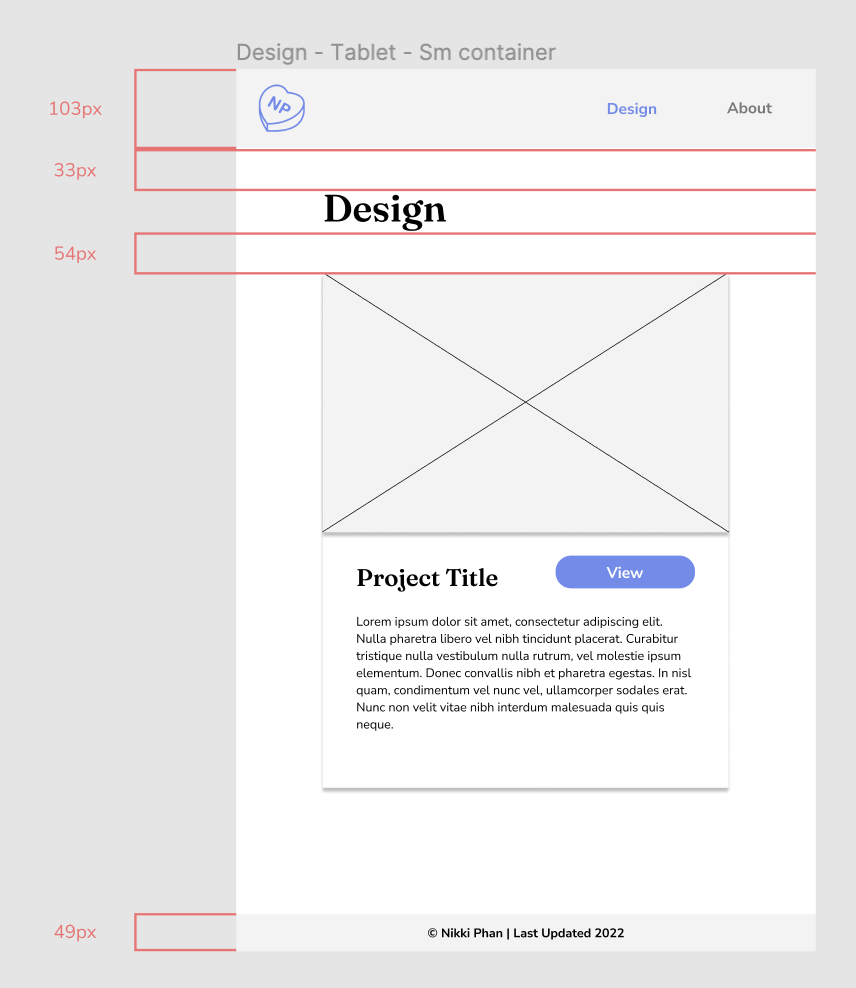 Design - Tablet - Sm container
103px
NP
Design
About
33px
Design
54px
Project Title
View
Lorem ipsum dolor sit amet, consectetur adipiscing elit.
Nulla pharetra libero vel nibh tincidunt placerat. Curabitur
tristique nulla vestibulum nulla rutrum, vel molestie ipsum
elementum. Donec convallis nibh et pharetra egestas. In nisl
quam, condimentum vel nunc vel, ullamcorper sodales erat.
Nunc non velit vitae nibh interdum malesuada quis quis
neque.
49px
© Nikki Phan | Last Updated 2022